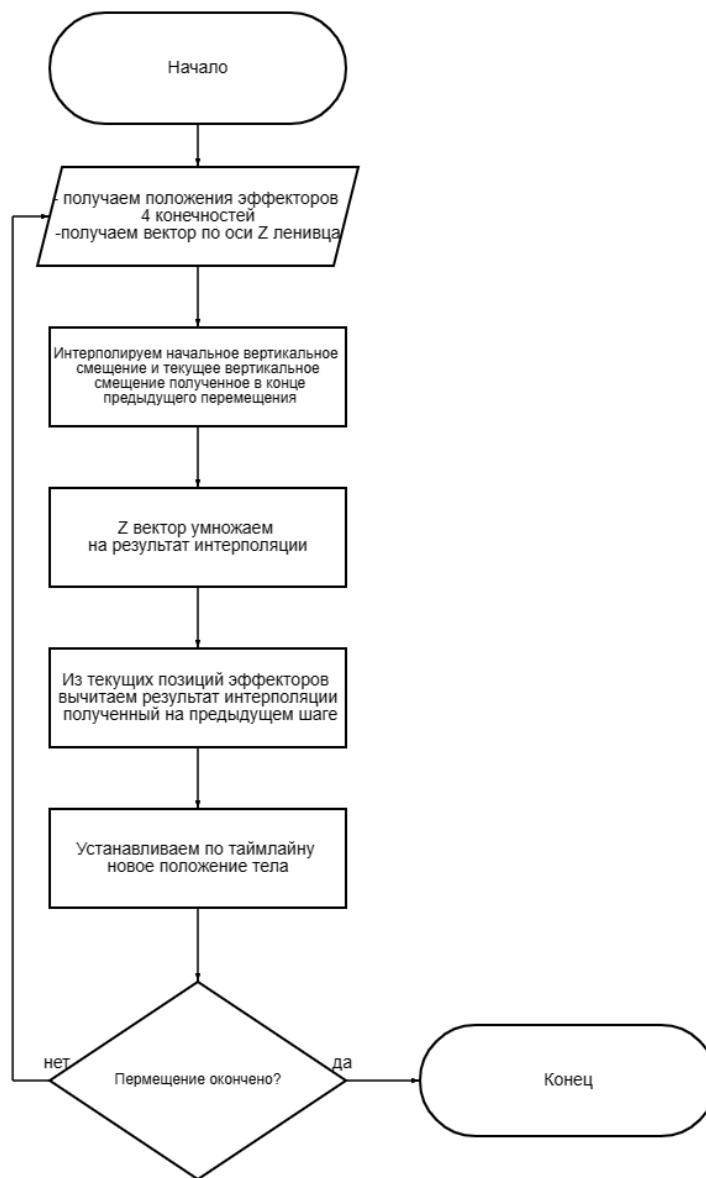 Начало
- получаем положения эффекторов
4 конечностей
-получаем вектор по оси Z ленивца
Интерполируем начальное вертикальное
смещение и текущее вертикальное
смещение полученное в конце
предыдущего перемещения
Z вектор умножаем
на результат интерполяции
Из текущих позиций эффекторов
вычитаем результат интерполяции
полученный на предыдущем шаге
Устанавливаем по таймлайну
новое положение тела
нет
Пермещение окончено?
да
Конец